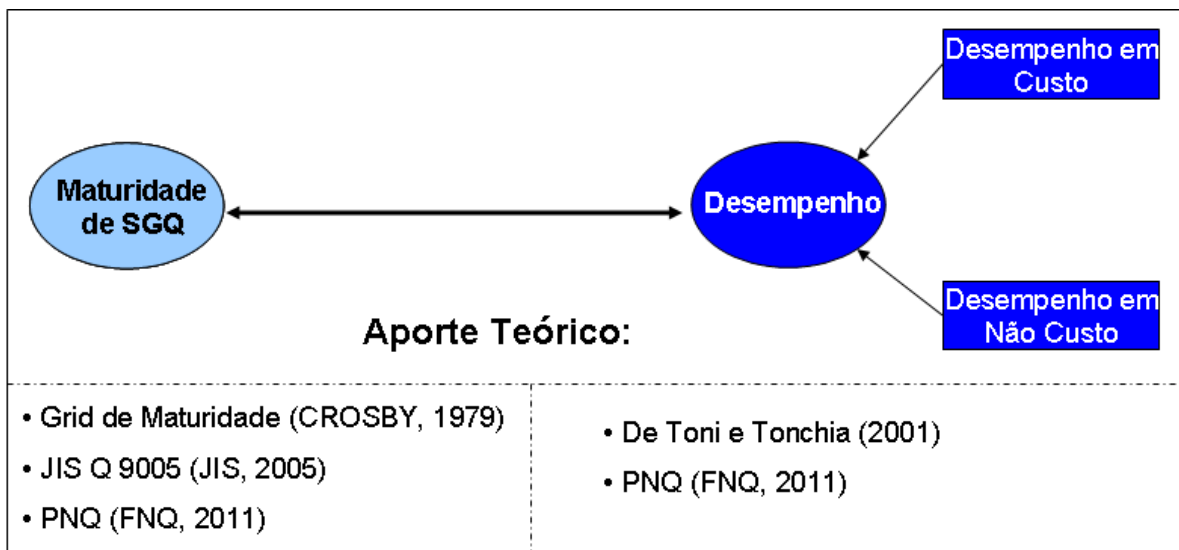 Desempenho em
Custo
Maturidade
de SGQ
Desempenho
Desempenho em
Não Custo
Aporte Teórico:
• Grid de Maturidade (CROSBY, 1979)
• JIS Q 9005 (JIS, 2005)
• PNQ (FNQ, 2011)
• De Toni e Tonchia (2001)
• PNQ (FNQ, 2011)